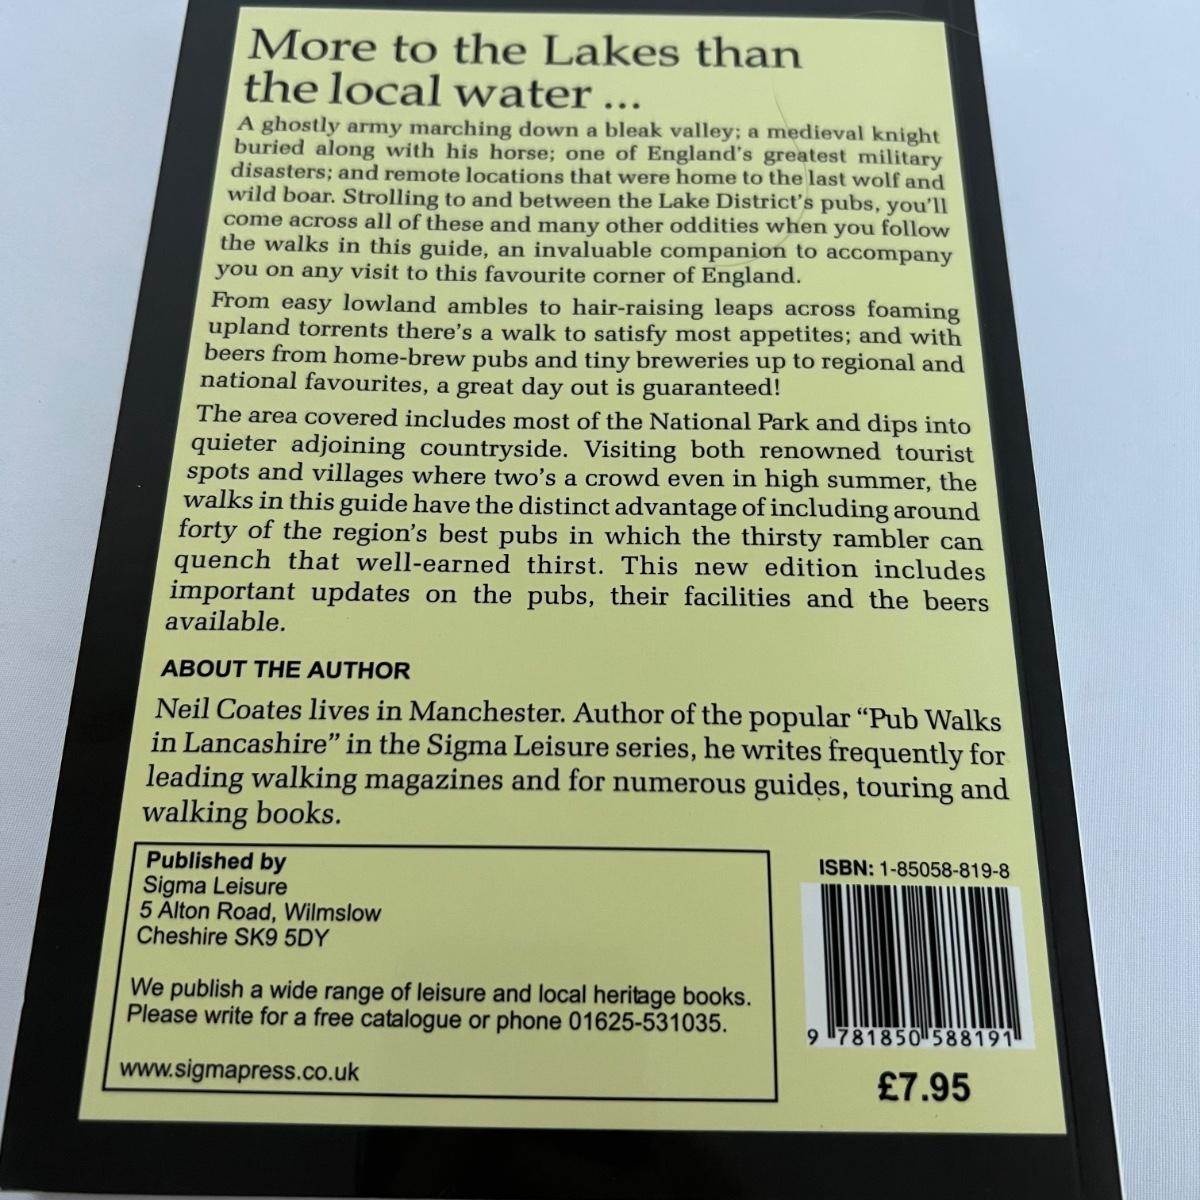 More to the Lakes than
the local water ...
A ghostly army marching down a bleak valley; a medieval knight
buried along with his horse; one of England's greatest military
disasters; and remote locations that were home to the last wolf and
wild boar. Strolling to and between the Lake District's pubs, you'll
come across all of these and many other oddities when you follow
the walks in this guide, an invaluable companion to accompany
you on any visit to this favourite corner of England.
From easy lowland ambles to hair-raising leaps across foaming
upland torrents there's a walk to satisfy most appetites; and with
beers from home-brew pubs and tiny breweries up to regional and
national favourites, a great day out is guaranteed!
The area covered includes most of the National Park and dips into
quieter adjoining countryside. Visiting both renowned tourist
spots and villages where two's a crowd even in high summer, the
walks in this guide have the distinct advantage of including around
forty of the region's best pubs in which the thirsty rambler can
quench that well-earned thirst. This new edition includes
important updates on the pubs, their facilities and the beers
available.
ABOUT THE AUTHOR
Neil Coates lives in Manchester. Author of the popular “Pub Walks
in Lancashire” in the Sigma Leisure series, he writes frequently for
leading walking magazines and for numerous guides, touring and
walking books.
Published by
Sigma Leisure
5 Alton Road, Wilmslow
Cheshire SK9 5DY
We publish a wide range of leisure and local heritage books.
Please write for a free catalogue or phone 01625-531035.
www.sigmapress.co.uk
ISBN: 1-85058-819-8
9 781850 588191
£7.95